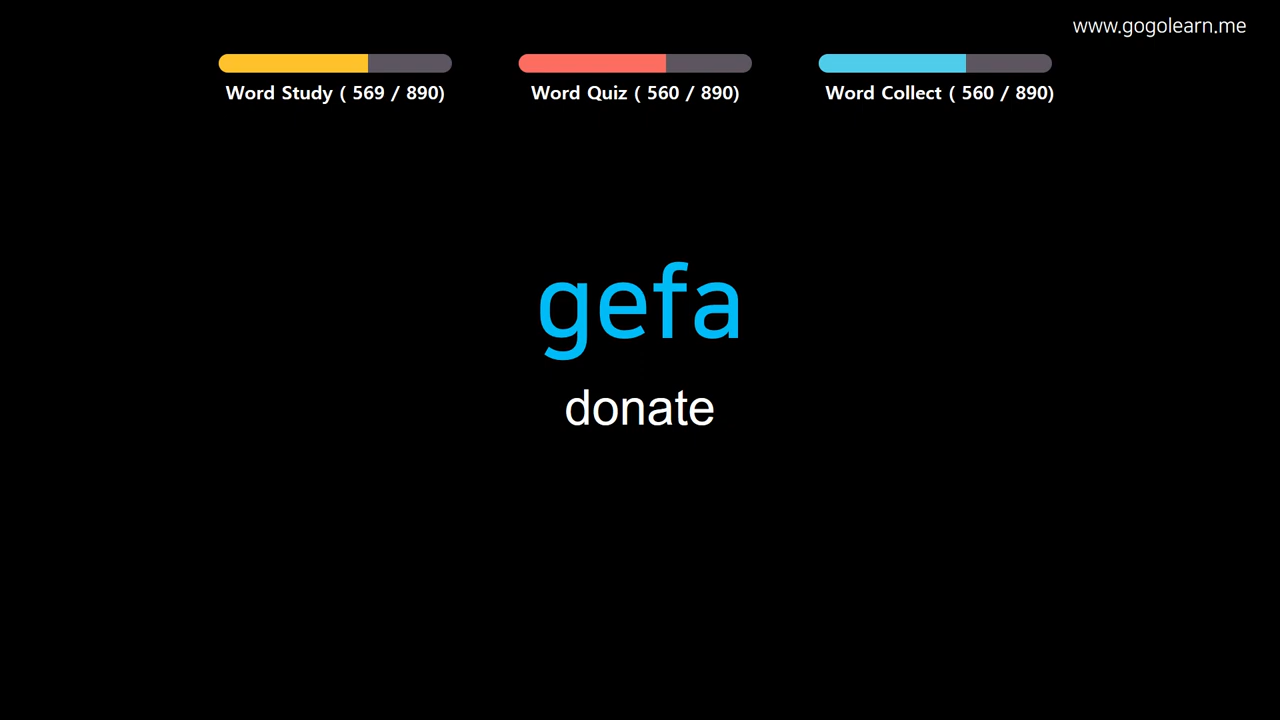 www.gogolearn.me
Word Study ( 569 / 890)
Word Quiz ( 560 / 890)
Word Collect ( 560 / 890)
gefa
donate